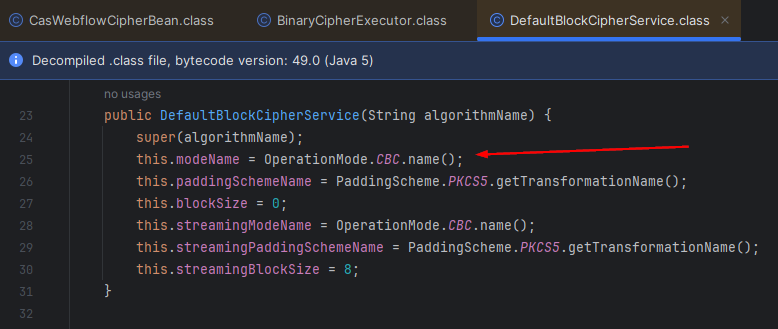 CasWebflowCipherBean.class BinaryCipherExecutor.class DefaultBlockCipherService.class
Decompiled .class file, bytecode version: 49.0 (Java 5)
no usages
23 public DefaultBlockCipherService(String algorithmName) {
24 super(algorithmName);
25 this.modeName = OperationMode.CBC.name();
26 this.paddingSchemeName = PaddingScheme.PKCS5.getTransformationName();
27 this.blockSize = 0;
28 this.streamingModeName = OperationMode.CBC.name();
29 this.streamingPaddingSchemeName = PaddingScheme.PKCS5.getTransformationName();
30 this.streamingBlockSize = 8;
31 }
32